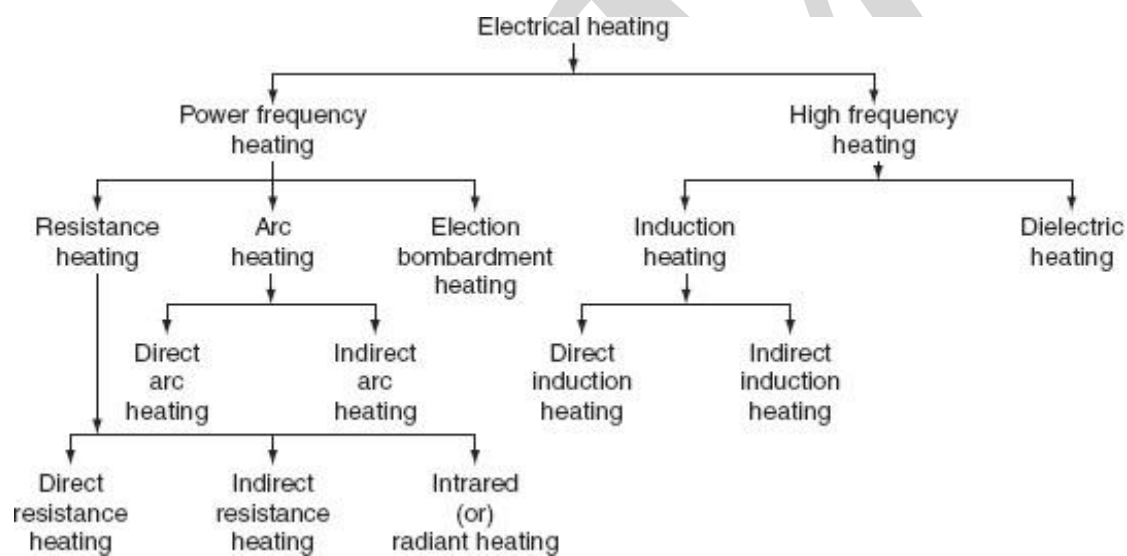 Electrical heating
Power frequency
heating
High frequency
heating
Resistance
heating
Arc
heating
Election
bombardment
heating
Induction
heating
Dielectric
heating
Direct
arc
heating
Indirect
arc
heating
Direct
induction
heating
Indirect
induction
heating
Direct
resistance
heating
Indirect
resistance
heating
Intrared
(or)
radiant heating